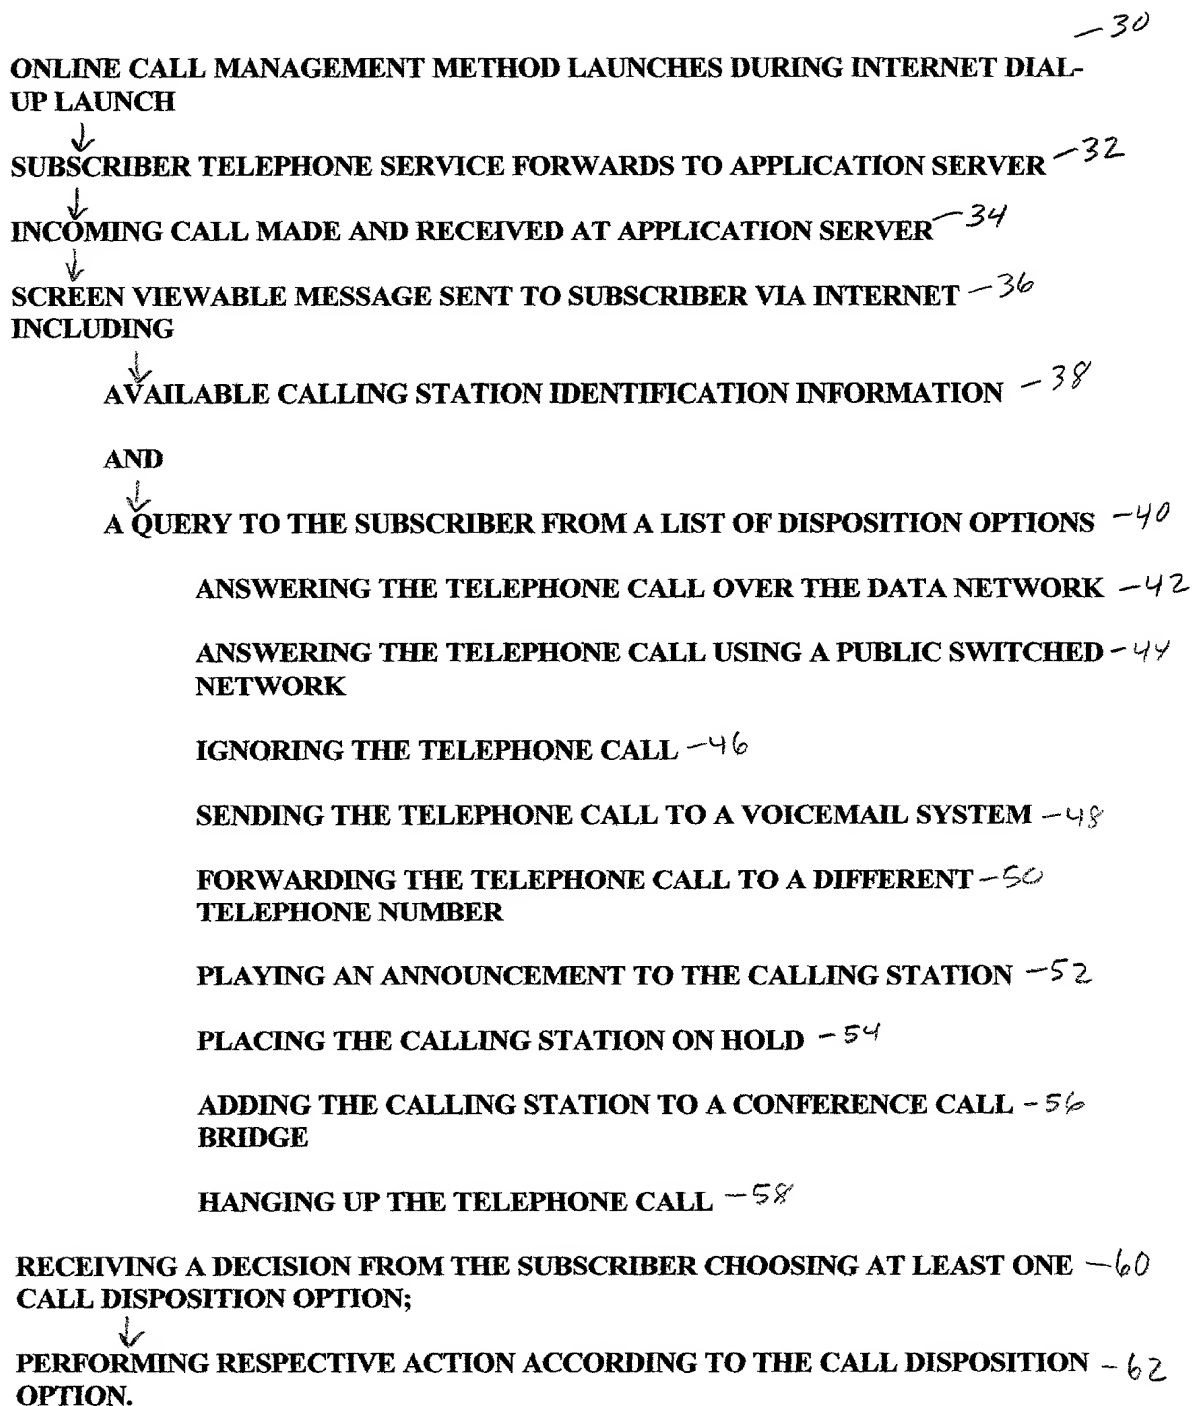 —30
ONLINE CALL MANAGEMENT METHOD LAUNCHES DURING INTERNET DIAL-
UP LAUNCH
SUBSCRIBER TELEPHONE SERVICE FORWARDS TO APPLICATION SERVER —32
INCOMING CALL MADE AND RECEIVED AT APPLICATION SERVER —34
SCREEN VIEWABLE MESSAGE SENT TO SUBSCRIBER VIA INTERNET —36
INCLUDING
AVAILABLE CALLING STATION IDENTIFICATION INFORMATION —38
AND
A QUERY TO THE SUBSCRIBER FROM A LIST OF DISPOSITION OPTIONS —40
ANSWERING THE TELEPHONE CALL OVER THE DATA NETWORK —42
ANSWERING THE TELEPHONE CALL USING A PUBLIC SWITCHED —44
NETWORK
IGNORING THE TELEPHONE CALL —46
SENDING THE TELEPHONE CALL TO A VOICEMAIL SYSTEM —48
FORWARDING THE TELEPHONE CALL TO A DIFFERENT —50
TELEPHONE NUMBER
PLAYING AN ANNOUNCEMENT TO THE CALLING STATION —52
PLACING THE CALLING STATION ON HOLD —54
ADDING THE CALLING STATION TO A CONFERENCE CALL —56
BRIDGE
HANGING UP THE TELEPHONE CALL —58
RECEIVING A DECISION FROM THE SUBSCRIBER CHOOSING AT LEAST ONE —60
CALL DISPOSITION OPTION;
PERFORMING RESPECTIVE ACTION ACCORDING TO THE CALL DISPOSITION —62
OPTION.